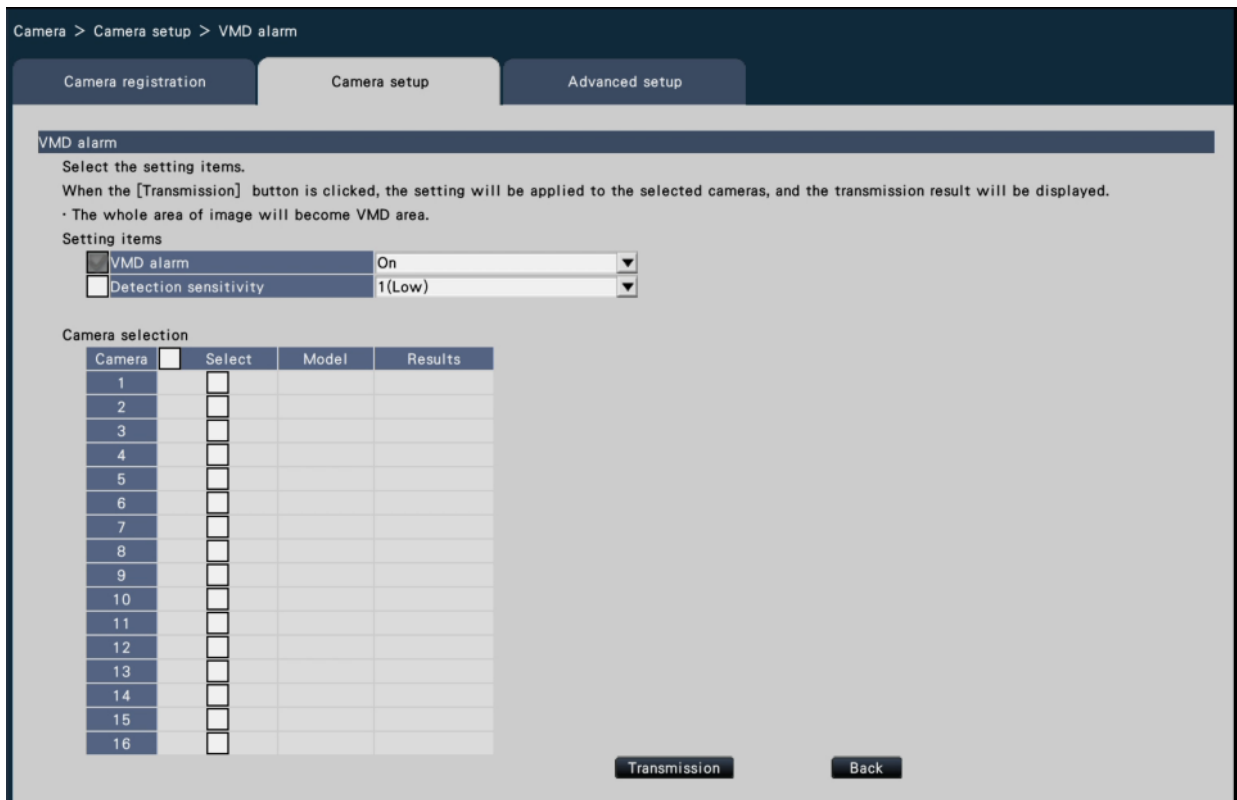 Camera > Camera setup > VMD alarm
Camera registration Camera setup Advanced setup
VMD alarm
Select the setting items.
When the [Transmission] button is clicked, the setting will be applied to the selected cameras, and the transmission result will be displayed.
・The whole area of image will become VMD area.
Setting items
VMD alarm On
Detection sensitivity 1(Low)
Camera selection
Camera Select Model Results
1
2
3
4
5
6
7
8
9
10
11
12
13
14
15
16
Transmission Back